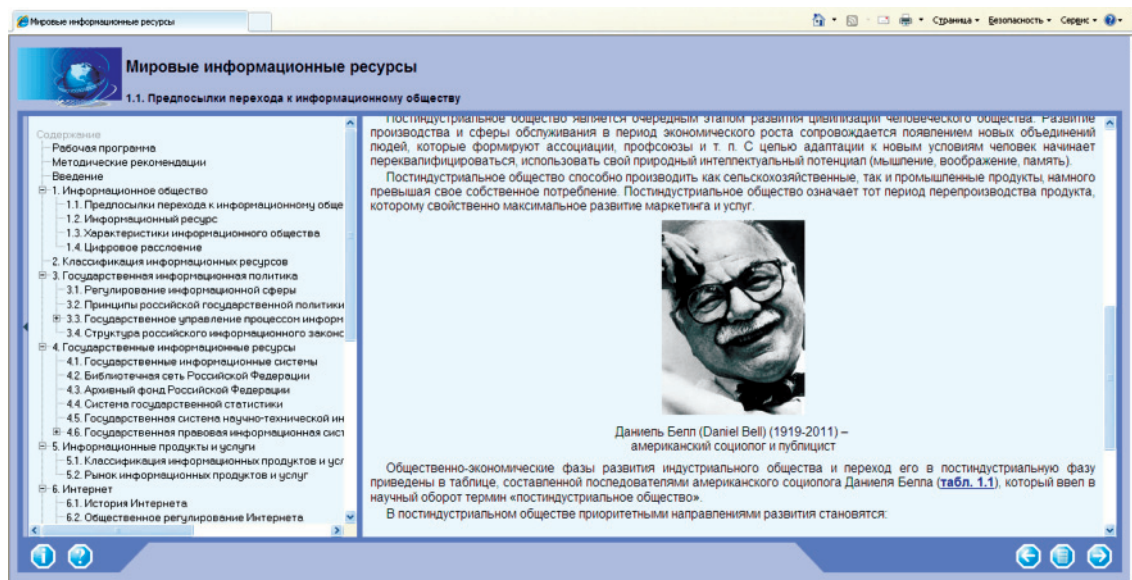 Мировые информационные ресурсы
Страница
Безопасность
Сервис
Мировые информационные ресурсы
1.1. Предпосылки перехода к информационному обществу
Содержание
Рабочая программа
Методические рекомендации
Введение
1. Информационное общество
1.1. Предпосылки перехода к информационному обще
1.2. Информационный ресурс
1.3. Характеристики информационного общества
1.4. Цифровое расслоение
2. Классификация информационных ресурсов
3. Государственная информационная политика
3.1. Регулирование информационной сферы
3.2. Принципы российской государственной политики
3.3. Государственное управление процессом информ
3.4. Структура российского информационного законс
4. Государственные информационные ресурсы
4.1. Государственные информационные системы
4.2. Библиотечная сеть Российской Федерации
4.3. Архивный фонд Российской Федерации
4.4. Система государственной статистики
4.5. Государственная система научно-технической ин
4.6. Государственная правовая информационная сист
5. Информационные продукты и услуги
5.1. Классификация информационных продуктов и усл
5.2. Рынок информационных продуктов и услуг
6. Интернет
6.1. История Интернета
6.2. Общественное регулирование Интернета
Постиндустриальное общество является очередным этапом развития цивилизации человеческого общества. Развитие
производства и сферы обслуживания в период экономического роста сопровождается появлением новых объединений
людей, которые формируют ассоциации, профсоюзы и т. п. С целью адаптации к новым условиям человек начинает
переквалифицироваться, использовать свой природный интеллектуальный потенциал (мышление, воображение, память).
Постиндустриальное общество способно производить как сельскохозяйственные, так и промышленные продукты, намного
превышая свое собственное потребление. Постиндустриальное общество означает тот период перепроизводства продукта,
которому свойственно максимальное развитие маркетинга и услуг.
Даниель Белл (Daniel Bell) (1919-2011) –
американский социолог и публицист
Общественно-экономические фазы развития индустриального общества и переход его в постиндустриальную фазу
приведены в таблице, составленной последователями американского социолога Даниеля Белла (табл. 1.1), который ввел в
научный оборот термин «постиндустриальное общество».
В постиндустриальном обществе приоритетными направлениями развития становятся: